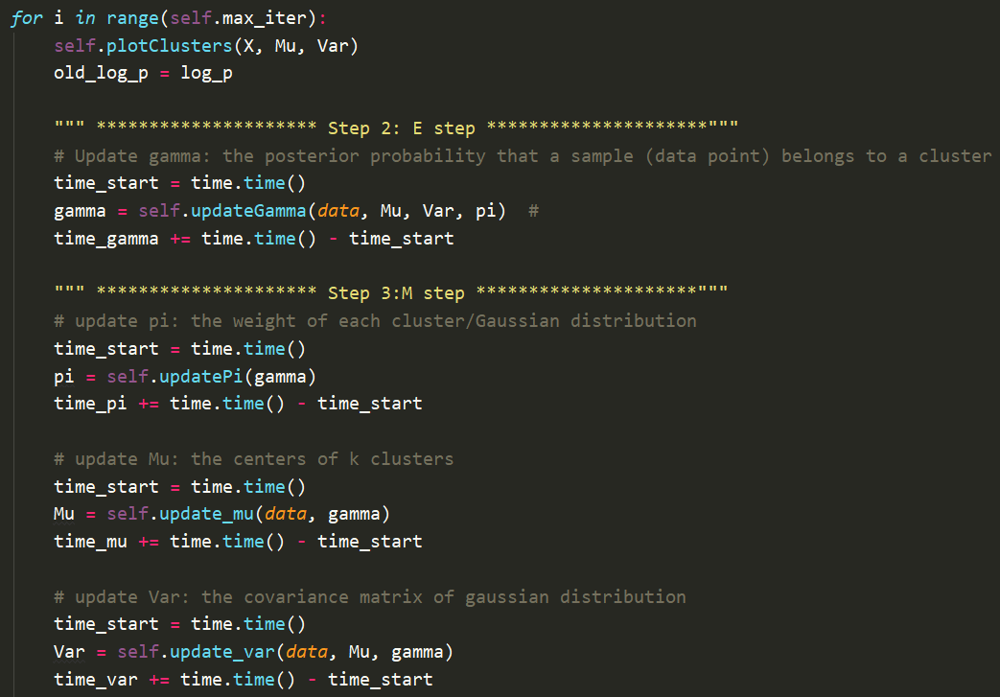 for i in range(self.max_iter):
    self.plotClusters(X, Mu, Var)
    old_log_p = log_p

    """ ********************* Step 2: E step *********************"""
    # Update gamma: the posterior probability that a sample (data point) belongs to a cluster
    time_start = time.time()
    gamma = self.updateGamma(data, Mu, Var, pi)  #
    time_gamma += time.time() - time_start

    """ ********************* Step 3:M step *********************"""
    # update pi: the weight of each cluster/Gaussian distribution
    time_start = time.time()
    pi = self.updatePi(gamma)
    time_pi += time.time() - time_start

    # update Mu: the centers of k clusters
    time_start = time.time()
    Mu = self.update_mu(data, gamma)
    time_mu += time.time() - time_start

    # update Var: the covariance matrix of gaussian distribution
    time_start = time.time()
    Var = self.update_var(data, Mu, gamma)
    time_var += time.time() - time_start